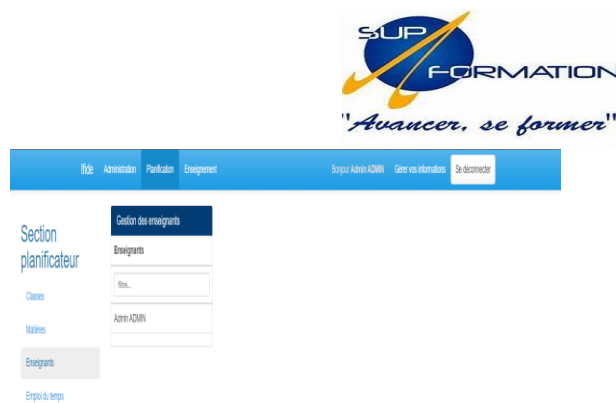 SUP
FORMATION
"Avancer, se former"
Ifide Administration Planification Enseignement Bonjour Admin ADMIN Gérer vos informations Se déconnecter
Section
planificateur
Classes
Matières
Enseignants
Emploi du temps
Gestion des enseignants
Enseignants
filtre...
Admin ADMIN